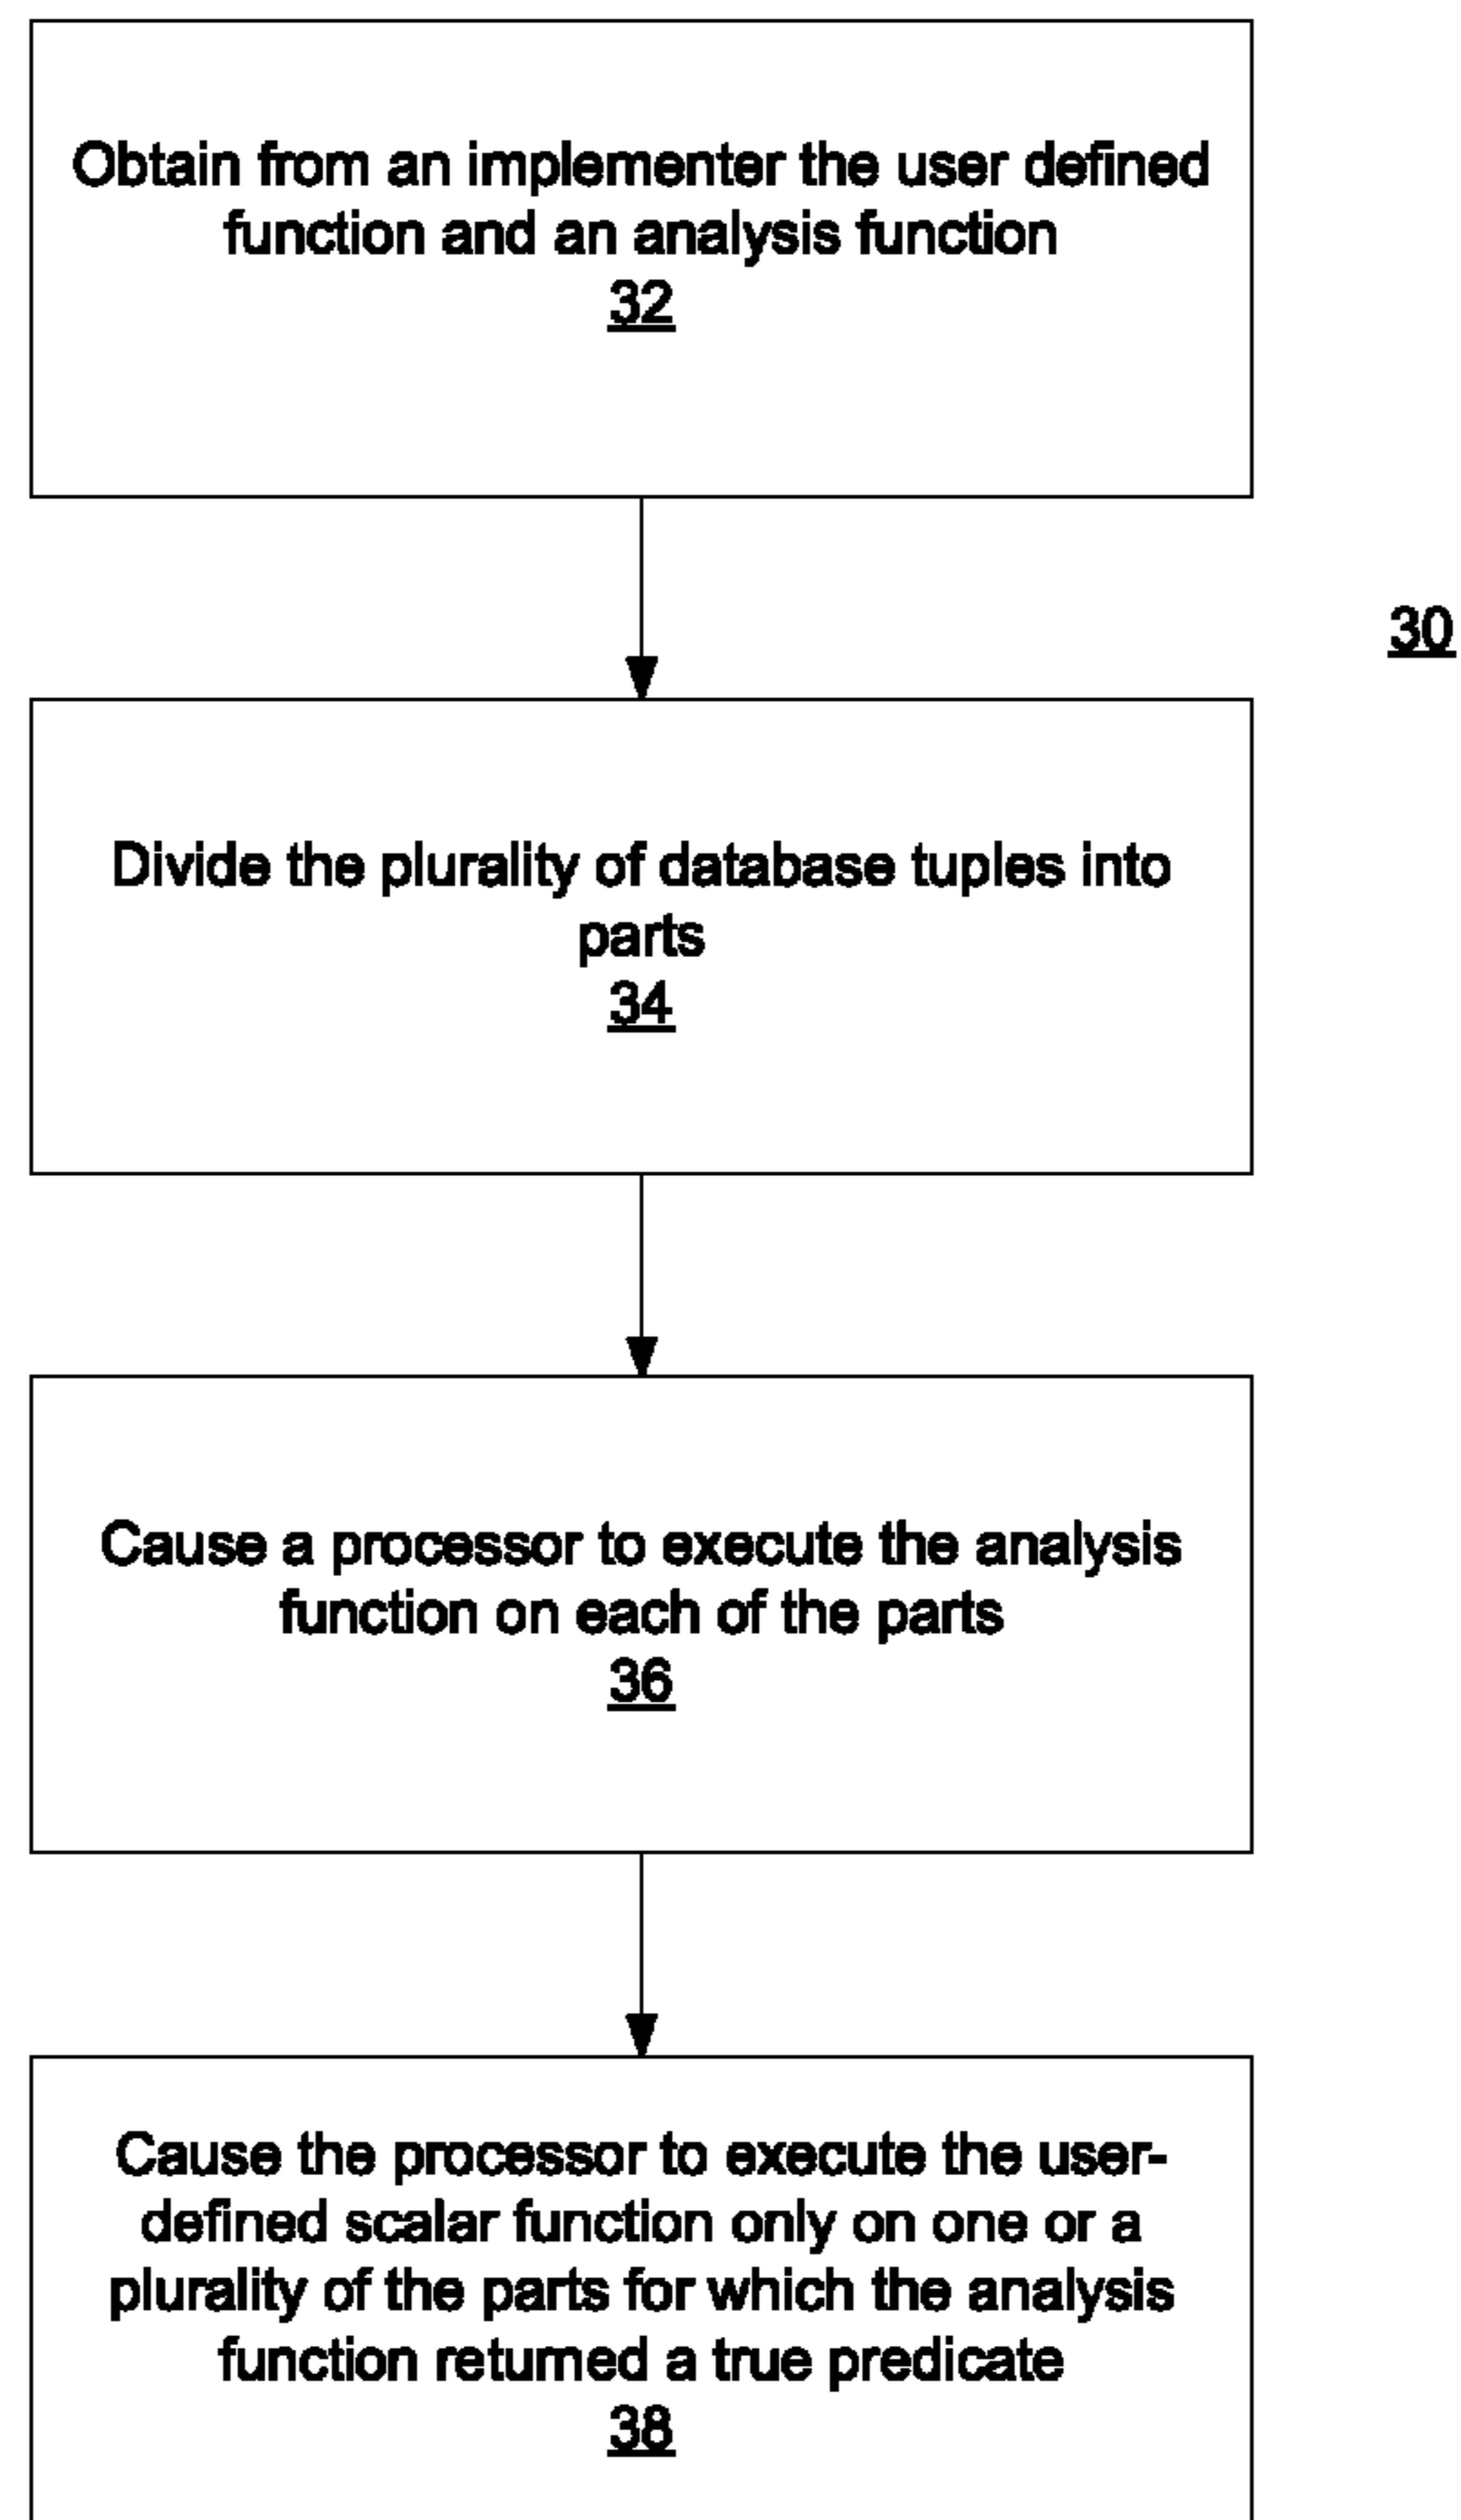 Obtain from an implementer the user defined
function and an analysis function
32
30
Divide the plurality of database tuples into
parts
34
Cause a processor to execute the analysis
function on each of the parts
36
Cause the processor to execute the user-
defined scalar function only on one or a
plurality of the parts for which the analysis
function returned a true predicate
38